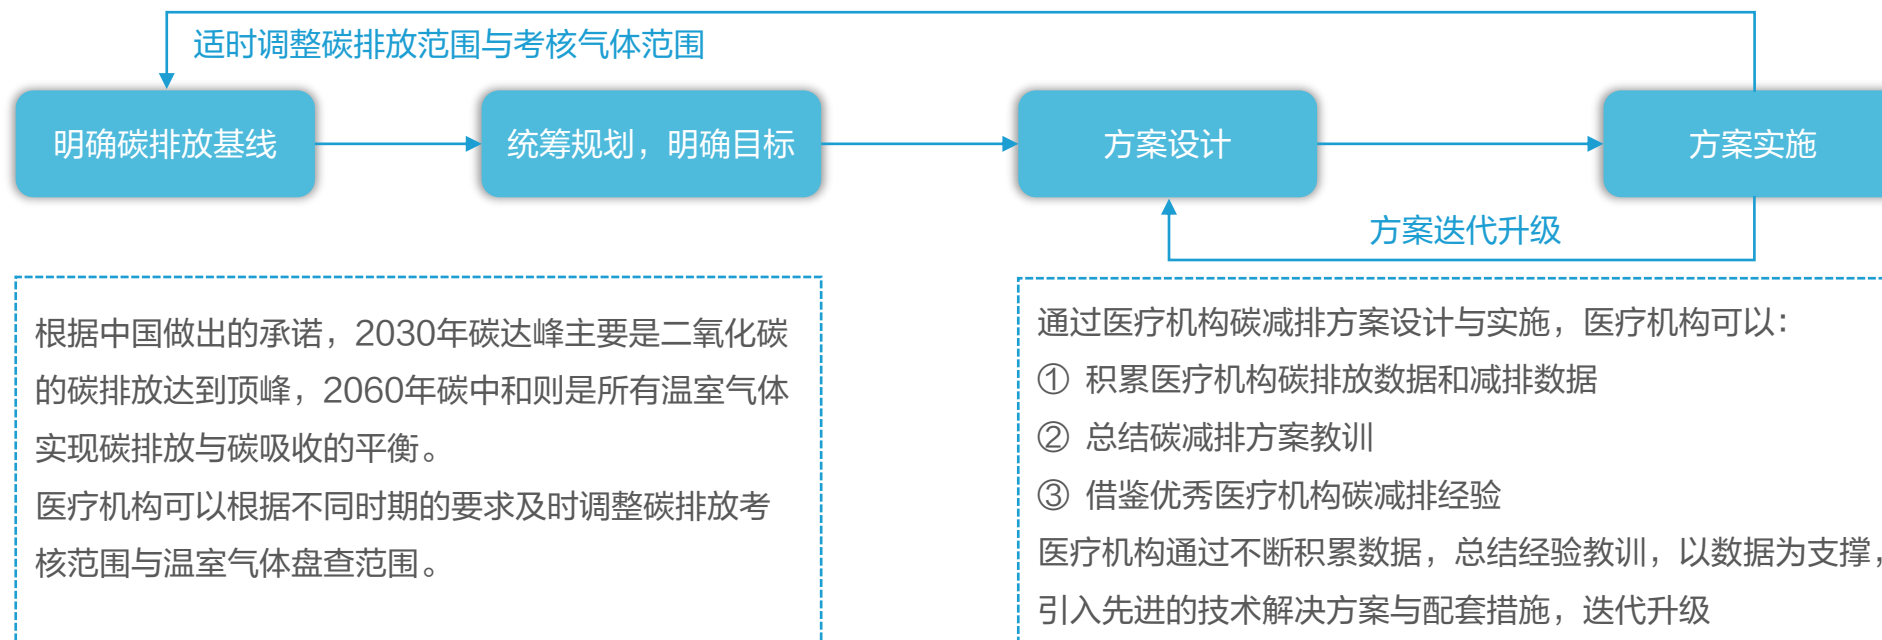 适时调整碳排放范围与考核气体范围
明确碳排放基线
统筹规划，明确目标
方案设计
方案实施
方案迭代升级
根据中国做出的承诺，2030年碳达峰主要是二氧化碳
的碳排放达到顶峰，2060年碳中和则是所有温室气体
实现碳排放与碳吸收的平衡。
医疗机构可以根据不同时期的要求及时调整碳排放考
核范围与温室气体盘查范围。
通过医疗机构碳减排方案设计与实施，医疗机构可以：
① 积累医疗机构碳排放数据和减排数据
② 总结碳减排方案教训
③ 借鉴优秀医疗机构碳减排经验
医疗机构通过不断积累数据，总结经验教训，以数据为支撑，
引入先进的技术解决方案与配套措施，迭代升级